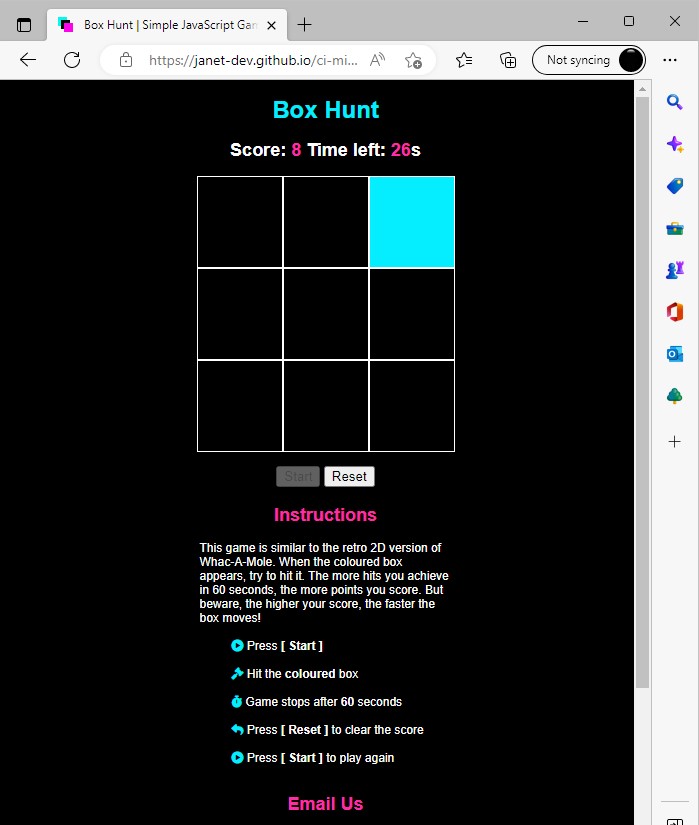 Box Hunt | Simple JavaScript Gam
https://janet-dev.github.io/ci-mi...
Not syncing
Box Hunt
Score: 8 Time left: 26s
Start Reset
Instructions
This game is similar to the retro 2D version of
Whac-A-Mole. When the coloured box
appears, try to hit it. The more hits you achieve
in 60 seconds, the more points you score. But
beware, the higher your score, the faster the
box moves!
Press [ Start ]
Hit the coloured box
Game stops after 60 seconds
Press [ Reset ] to clear the score
Press [ Start ] to play again
Email Us